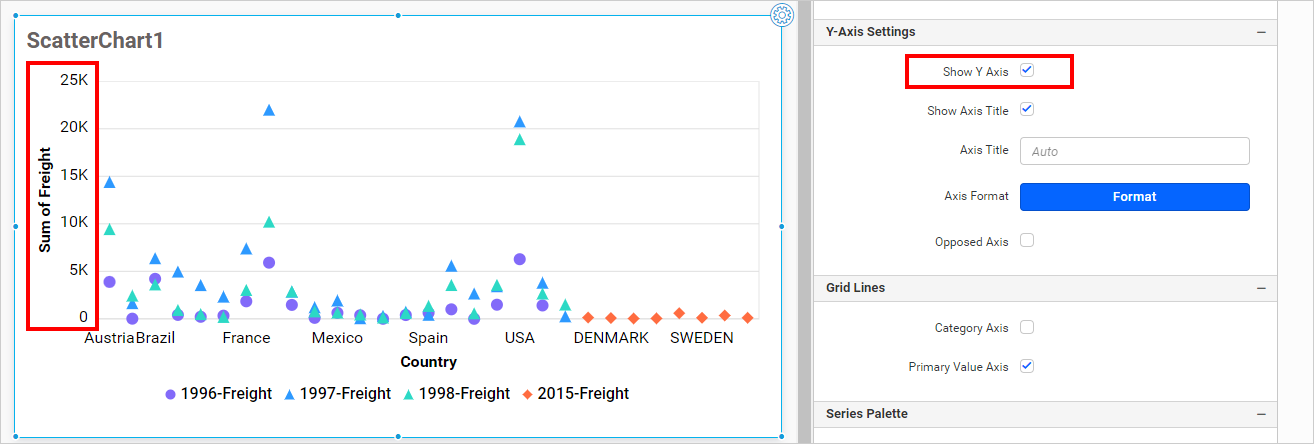 ScatterChart1
25K
20K
15K
10K
5K
0
Sum of Freight
Austria Brazil France Mexico Spain USA DENMARK SWEDEN
Country
1996-Freight 1997-Freight 1998-Freight 2015-Freight
Y-Axis Settings
Show Y Axis
Show Axis Title
Axis Title Auto
Axis Format Format
Opposed Axis
Grid Lines
Category Axis
Primary Value Axis
Series Palette